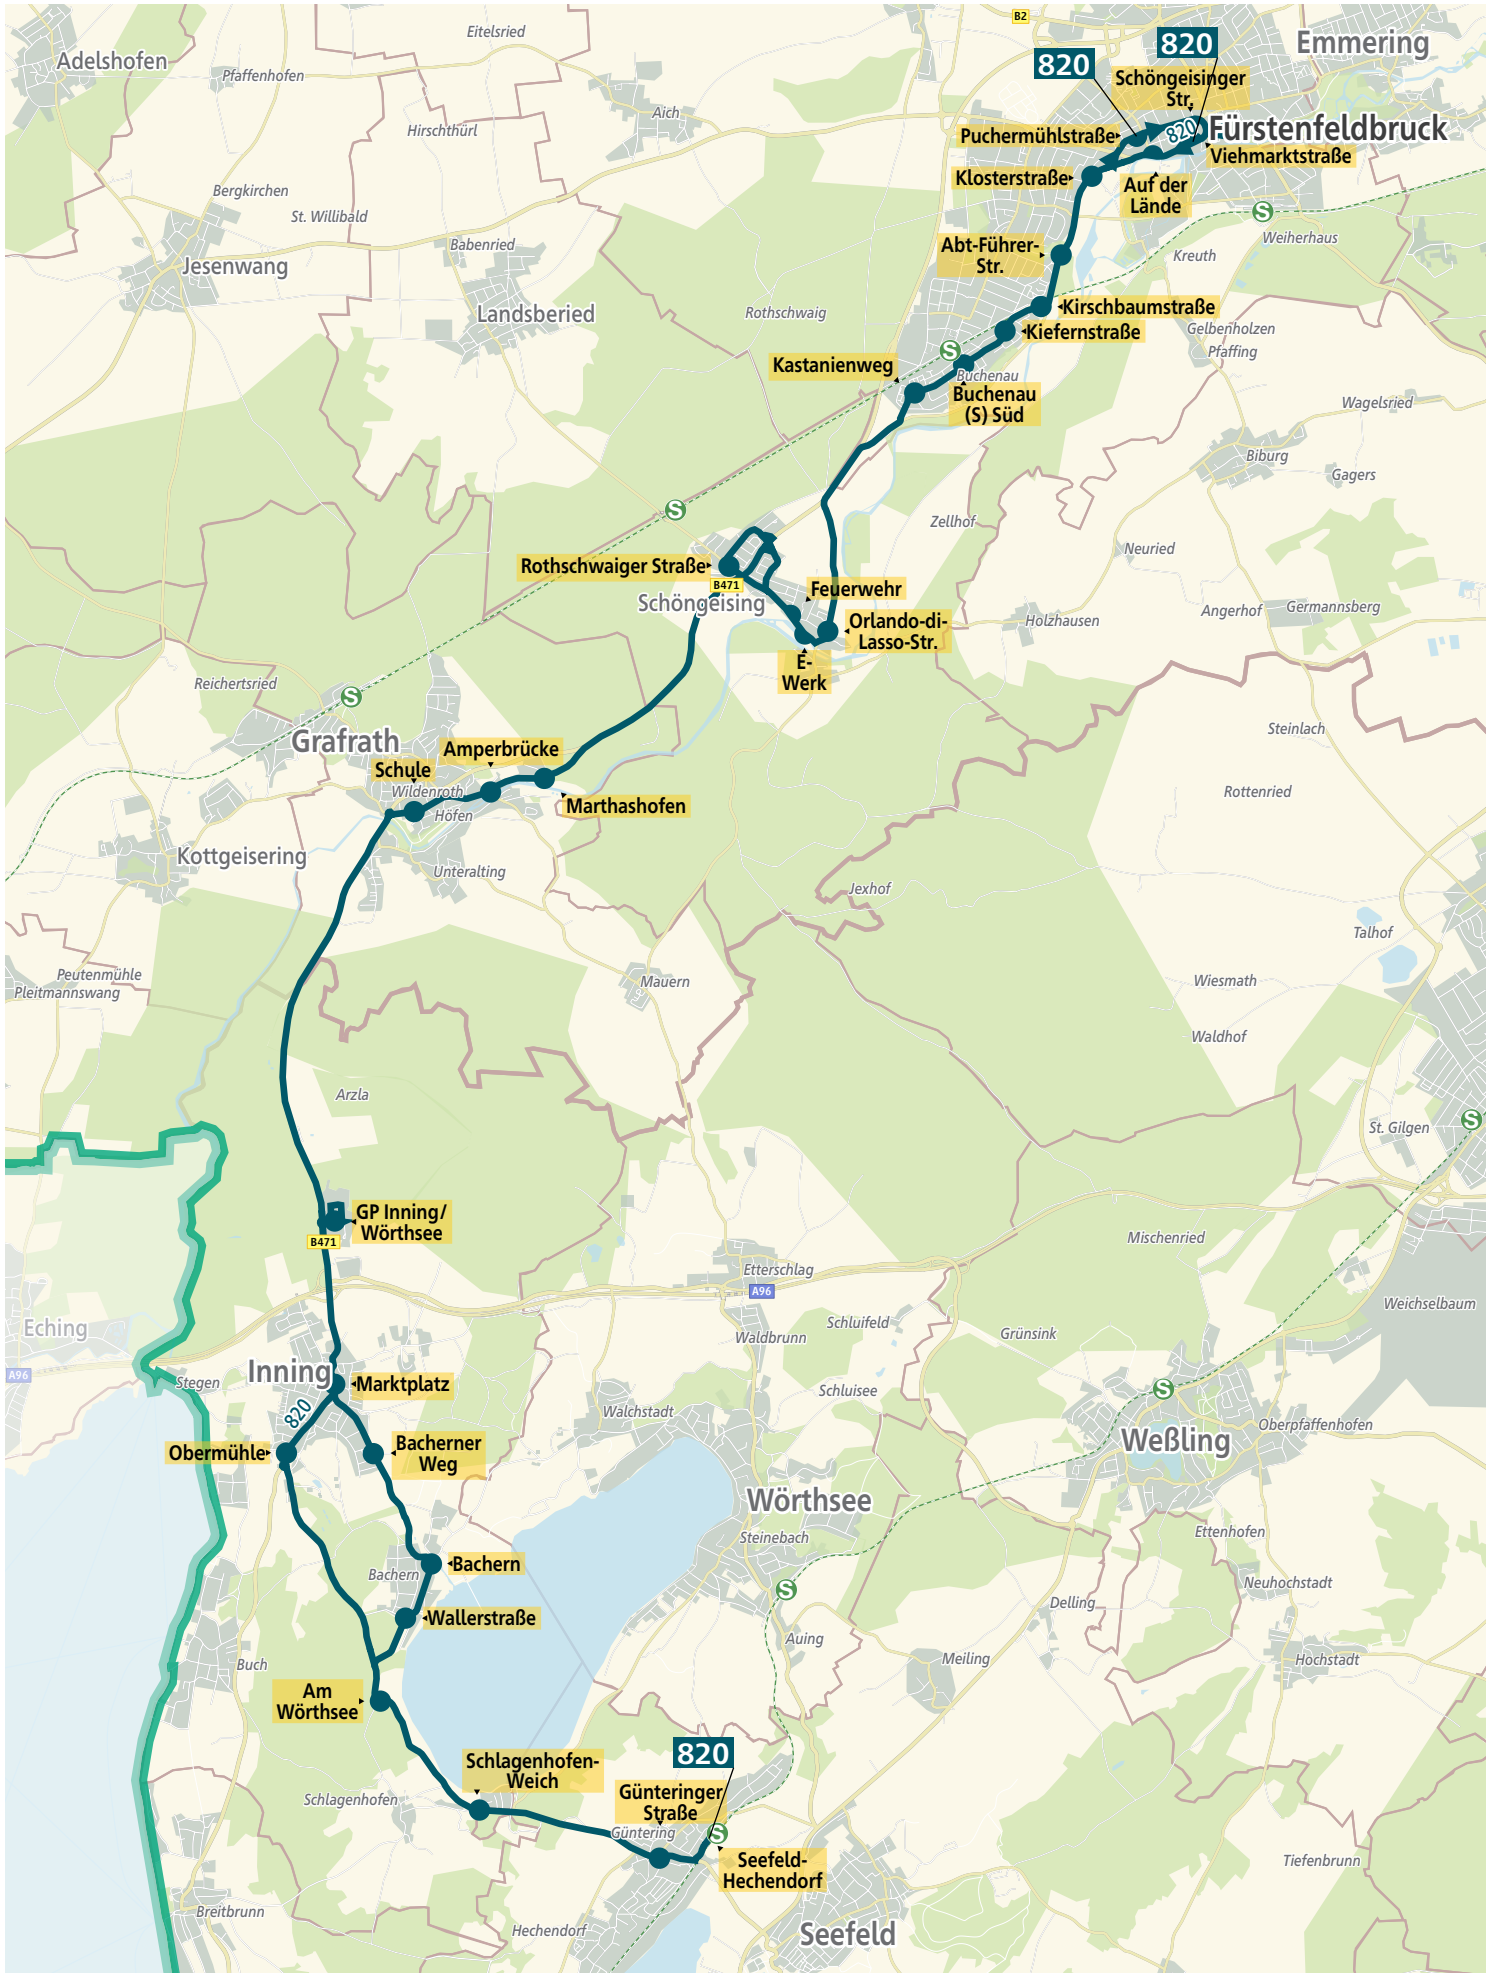 B2
Eitelsried
Emmering
820
820
Adelshofen
Pfaffenhofen
Schöngeisinger
Str.
Aich
Hirschthürl
Puchermühlstraße
820
Fürstenfeldbruck
Viehmarktstraße
Klosterstraße
Auf der
Lände
Bergkirchen
St. Willibald
S
Babenried
Abt-Führer-
Str.
Weiherhaus
Kreuth
Jesenwang
Landsberied
Rothschwaig
Kirschbaumstraße
Kiefernstraße
Gelbenholzen
Pfaffing
S
Kastanienweg
Buchenau
Buchenau
(S) Süd
Wagelsried
Biburg
Gagers
S
Zellhof
Neuried
Rothschwaiger Straße
B471
Schöngeising
Feuerwehr
Orlando-di-
Lasso-Str.
E-
Werk
Holzhausen
Angerhof
Germannsberg
Reichertsried
S
Grafrath
Amperbrücke
Schule
Wildenroth
Höfen
Marthashofen
Steinlach
Rottenried
Kottgeisering
Unteralting
Jexhof
Talhof
Peutenmühle
Pleitmannswang
Mauern
Wiesmath
Waldhof
Arzla
St. Gilgen
S
GP Inning/
Wörthsee
B471
Mischenried
Etterschlag
A96
Weichselbaum
Eching
A96
Waldbrunn
Schluifeld
Grünsink
Inning
Stegen
Marktplatz
820
Schluisee
S
Walchstadt
Oberpfaffenhofen
Weßling
Obermühle
Bacherner
Weg
Wörthsee
Steinebach
Ettenhofen
Bachern
Bachern
S
Neuhochstadt
Delling
Wallerstraße
Auing
Meiling
Hochstadt
Buch
Am
Wörthsee
820
Schlagenhofen-
Weich
Günteringer
Straße
Schlagenhofen
Güntering
S
Seefeld-
Hechendorf
Tiefenbrunn
Breitbrunn
Hechendorf
Seefeld